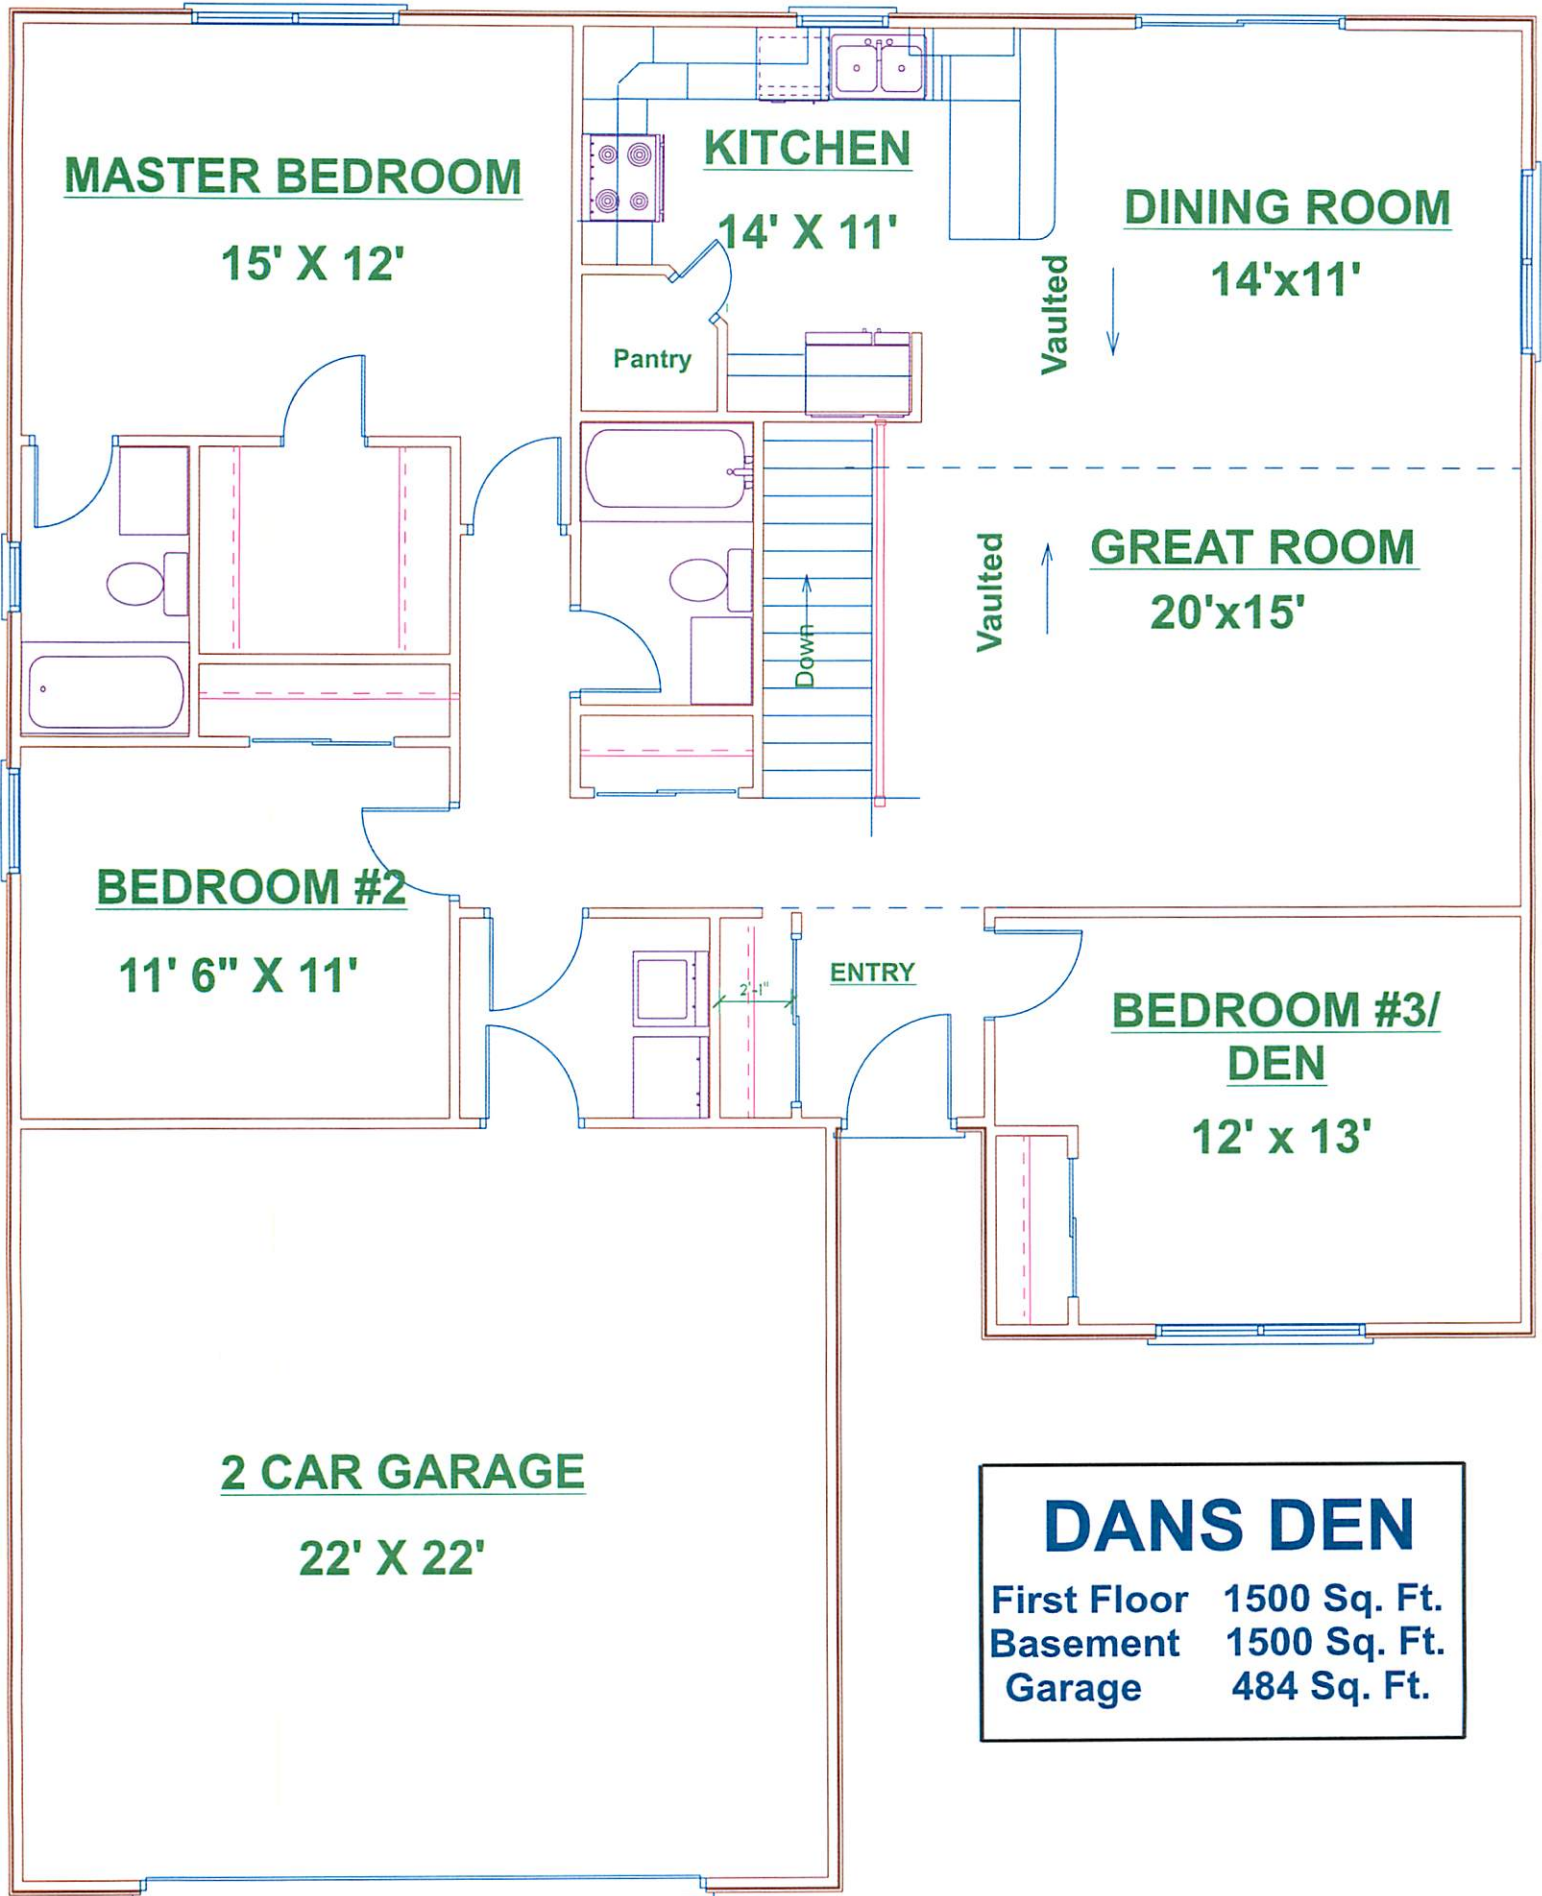 MASTER BEDROOM
15' X 12'
KITCHEN
14' X 11'
DINING ROOM
14'x11'
Vaulted
Pantry
GREAT ROOM
20'x15'
Vaulted
Down
BEDROOM #2
11' 6" X 11'
2'-1"
ENTRY
BEDROOM #3/
DEN
12' x 13'
2 CAR GARAGE
22' X 22'
DANS DEN
First Floor 1500 Sq. Ft.
Basement 1500 Sq. Ft.
Garage 484 Sq. Ft.